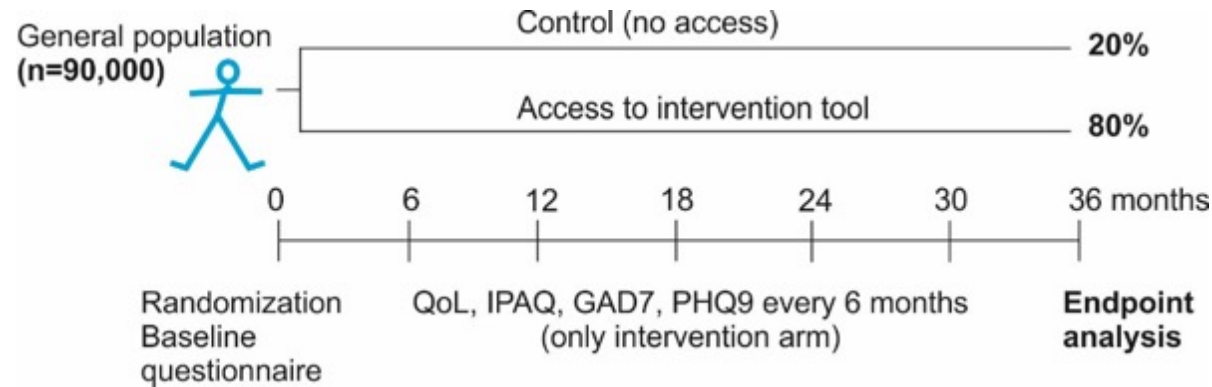 General population
(n=90,000)
Control (no access)
20%
Access to intervention tool
80%
0 6 12 18 24 30 36 months
Randomization
Baseline
questionnaire
QoL, IPAQ, GAD7, PHQ9 every 6 months
(only intervention arm)
Endpoint
analysis